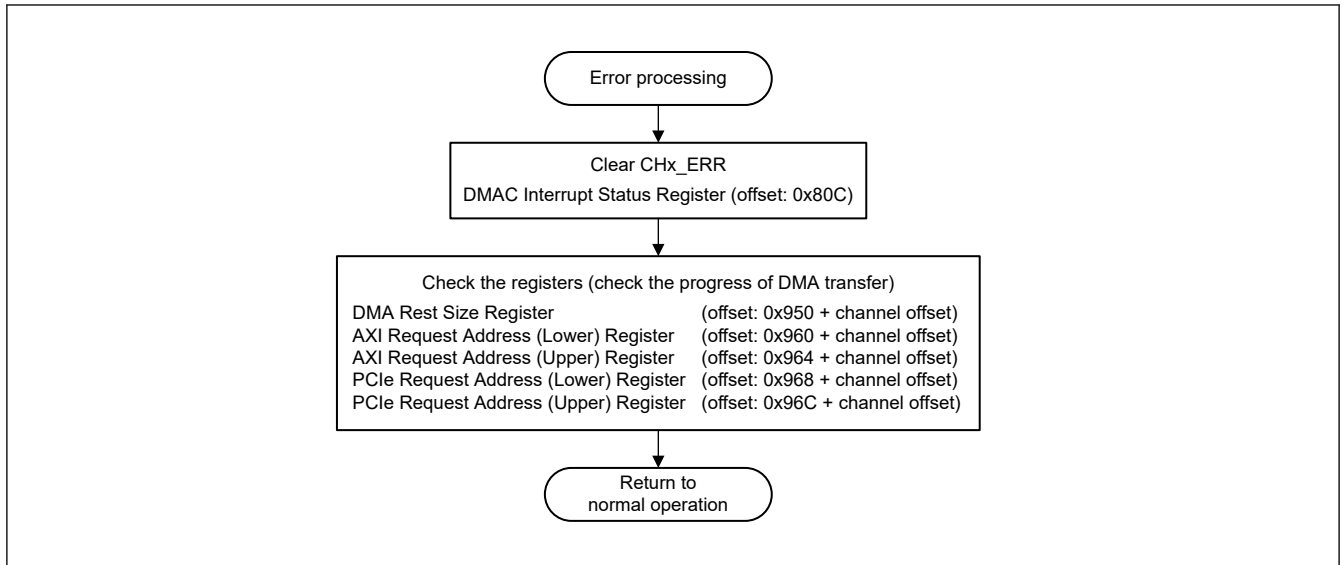 Error processing
Clear CHx_ERR
DMAC Interrupt Status Register (offset: 0x80C)
Check the registers (check the progress of DMA transfer)
DMA Rest Size Register (offset: 0x950 + channel offset)
AXI Request Address (Lower) Register (offset: 0x960 + channel offset)
AXI Request Address (Upper) Register (offset: 0x964 + channel offset)
PCIe Request Address (Lower) Register (offset: 0x968 + channel offset)
PCIe Request Address (Upper) Register (offset: 0x96C + channel offset)
Return to
normal operation